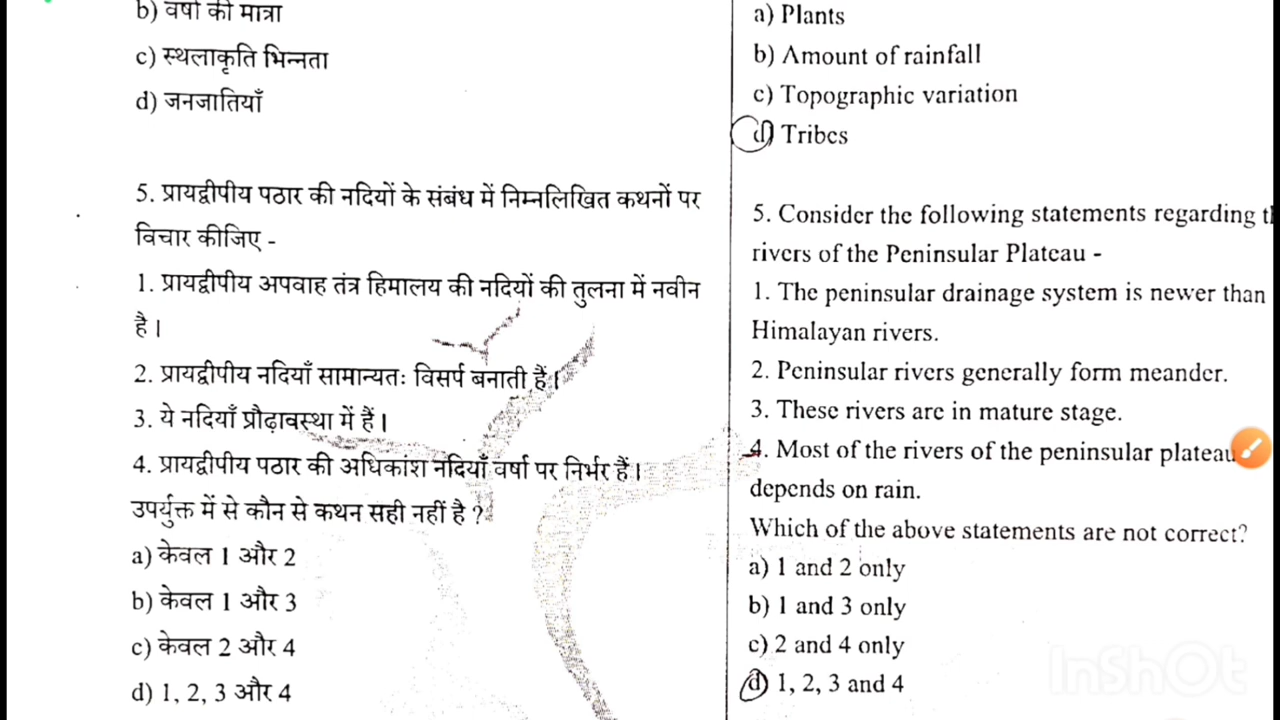 b) वर्षा की मात्रा
c) स्थलाकृति भिन्नता
d) जनजातियाँ
5. प्रायद्वीपीय पठार की नदियों के संबंध में निम्नलिखित कथनों पर
विचार कीजिए -
1. प्रायद्वीपीय अपवाह तंत्र हिमालय की नदियों की तुलना में नवीन
है।
2. प्रायद्वीपीय नदियाँ सामान्यतः विसर्प बनाती हैं।
3. ये नदियाँ प्रौढ़ावस्था में हैं।
4. प्रायद्वीपीय पठार की अधिकांश नदियाँ वर्षा पर निर्भर हैं।
उपर्युक्त में से कौन से कथन सही नहीं है ?
a) केवल 1 और 2
b) केवल 1 और 3
c) केवल 2 और 4
d) 1, 2, 3 और 4
a) Plants
b) Amount of rainfall
c) Topographic variation
d) Tribes
5. Consider the following statements regarding
rivers of the Peninsular Plateau -
1. The peninsular drainage system is newer than
Himalayan rivers.
2. Peninsular rivers generally form meander.
3. These rivers are in mature stage.
4. Most of the rivers of the peninsular plateau
depends on rain.
Which of the above statements are not correct?
a) 1 and 2 only
b) 1 and 3 only
c) 2 and 4 only
d) 1, 2, 3 and 4
InShOt